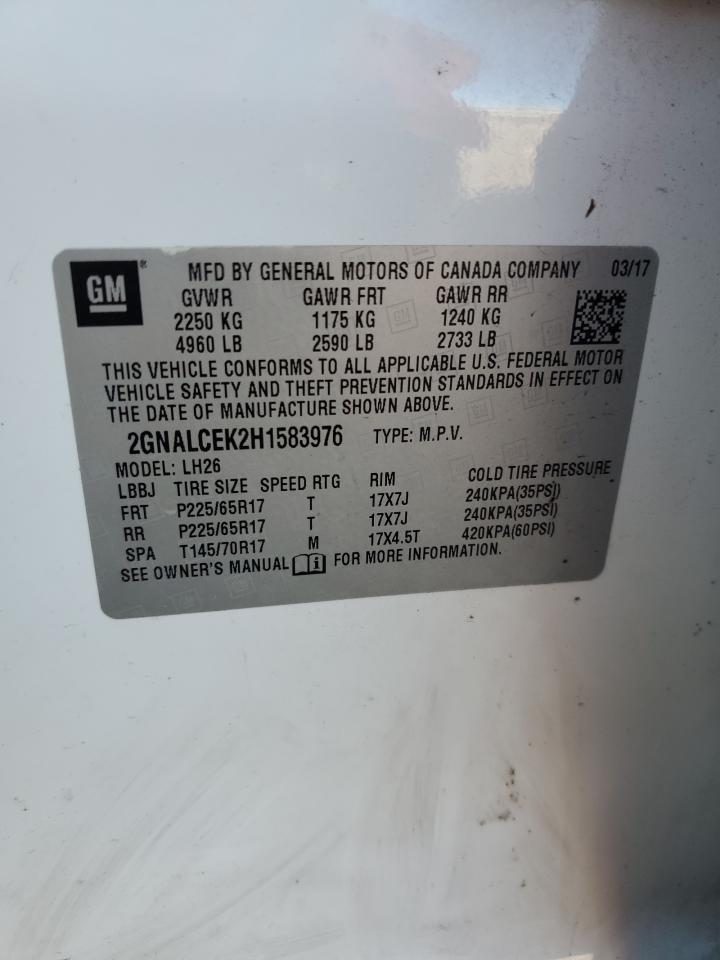 GM® MFD BY GENERAL MOTORS OF CANADA COMPANY 03/17
GVWR GAWR FRT GAWR RR
2250 KG 1175 KG 1240 KG
4960 LB 2590 LB 2733 LB
THIS VEHICLE CONFORMS TO ALL APPLICABLE U.S. FEDERAL MOTOR
VEHICLE SAFETY AND THEFT PREVENTION STANDARDS IN EFFECT ON
THE DATE OF MANUFACTURE SHOWN ABOVE.
2GNALCEK2H1583976 TYPE: M.P.V.
MODEL: LH26
LBBJ TIRE SIZE SPEED RTG RIM COLD TIRE PRESSURE
FRT P225/65R17 T 17X7J 240KPA(35PSI)
RR P225/65R17 T 17X7J 240KPA(35PSI)
SPA T145/70R17 M 17X4.5T 420KPA(60PSI)
SEE OWNER'S MANUAL i FOR MORE INFORMATION.